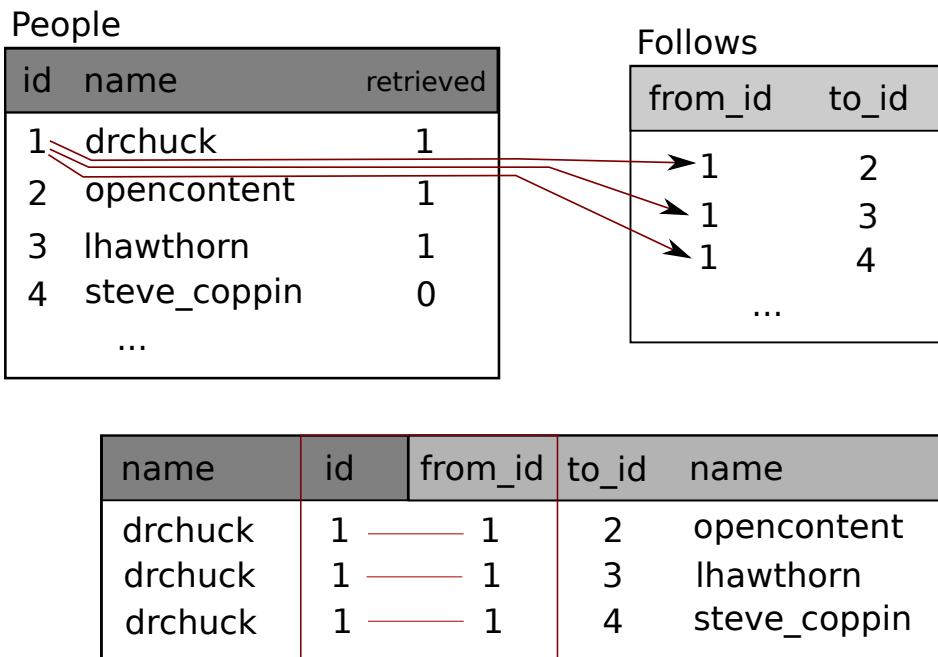 People
id name retrieved
1 drchuck 1
2 opencontent 1
3 lhawthorn 1
4 steve_coppin 0
...
Follows
from_id to_id
1 2
1 3
1 4
...
name id from_id to_id name
drchuck 1 1 2 opencontent
drchuck 1 1 3 lhawthorn
drchuck 1 1 4 steve_coppin